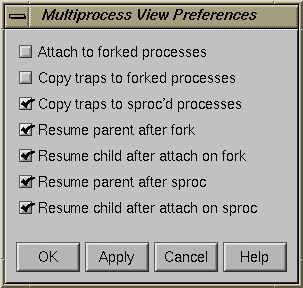 Multiprocess View Preferences
Attach to forked processes
Copy traps to forked processes
Copy traps to sproc'd processes
Resume parent after fork
Resume child after attach on fork
Resume parent after sproc
Resume child after attach on sproc
OK Apply Cancel Help